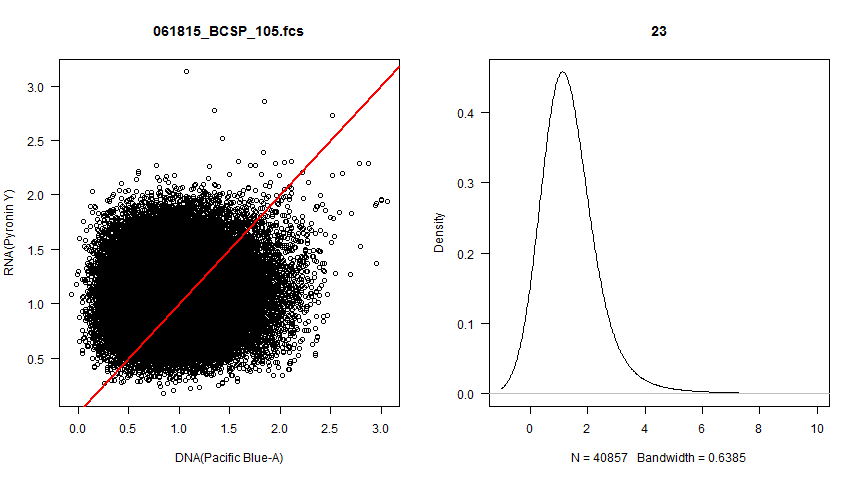 061815_BCSP_105.fcs
RNA(Pyronin Y)
3.0
2.5
2.0
1.5
1.0
0.5
0.0 0.5 1.0 1.5 2.0 2.5 3.0
DNA(Pacific Blue-A)
23
Density
0.4
0.3
0.2
0.1
0.0
0 2 4 6 8 10
N = 40857 Bandwidth = 0.6385